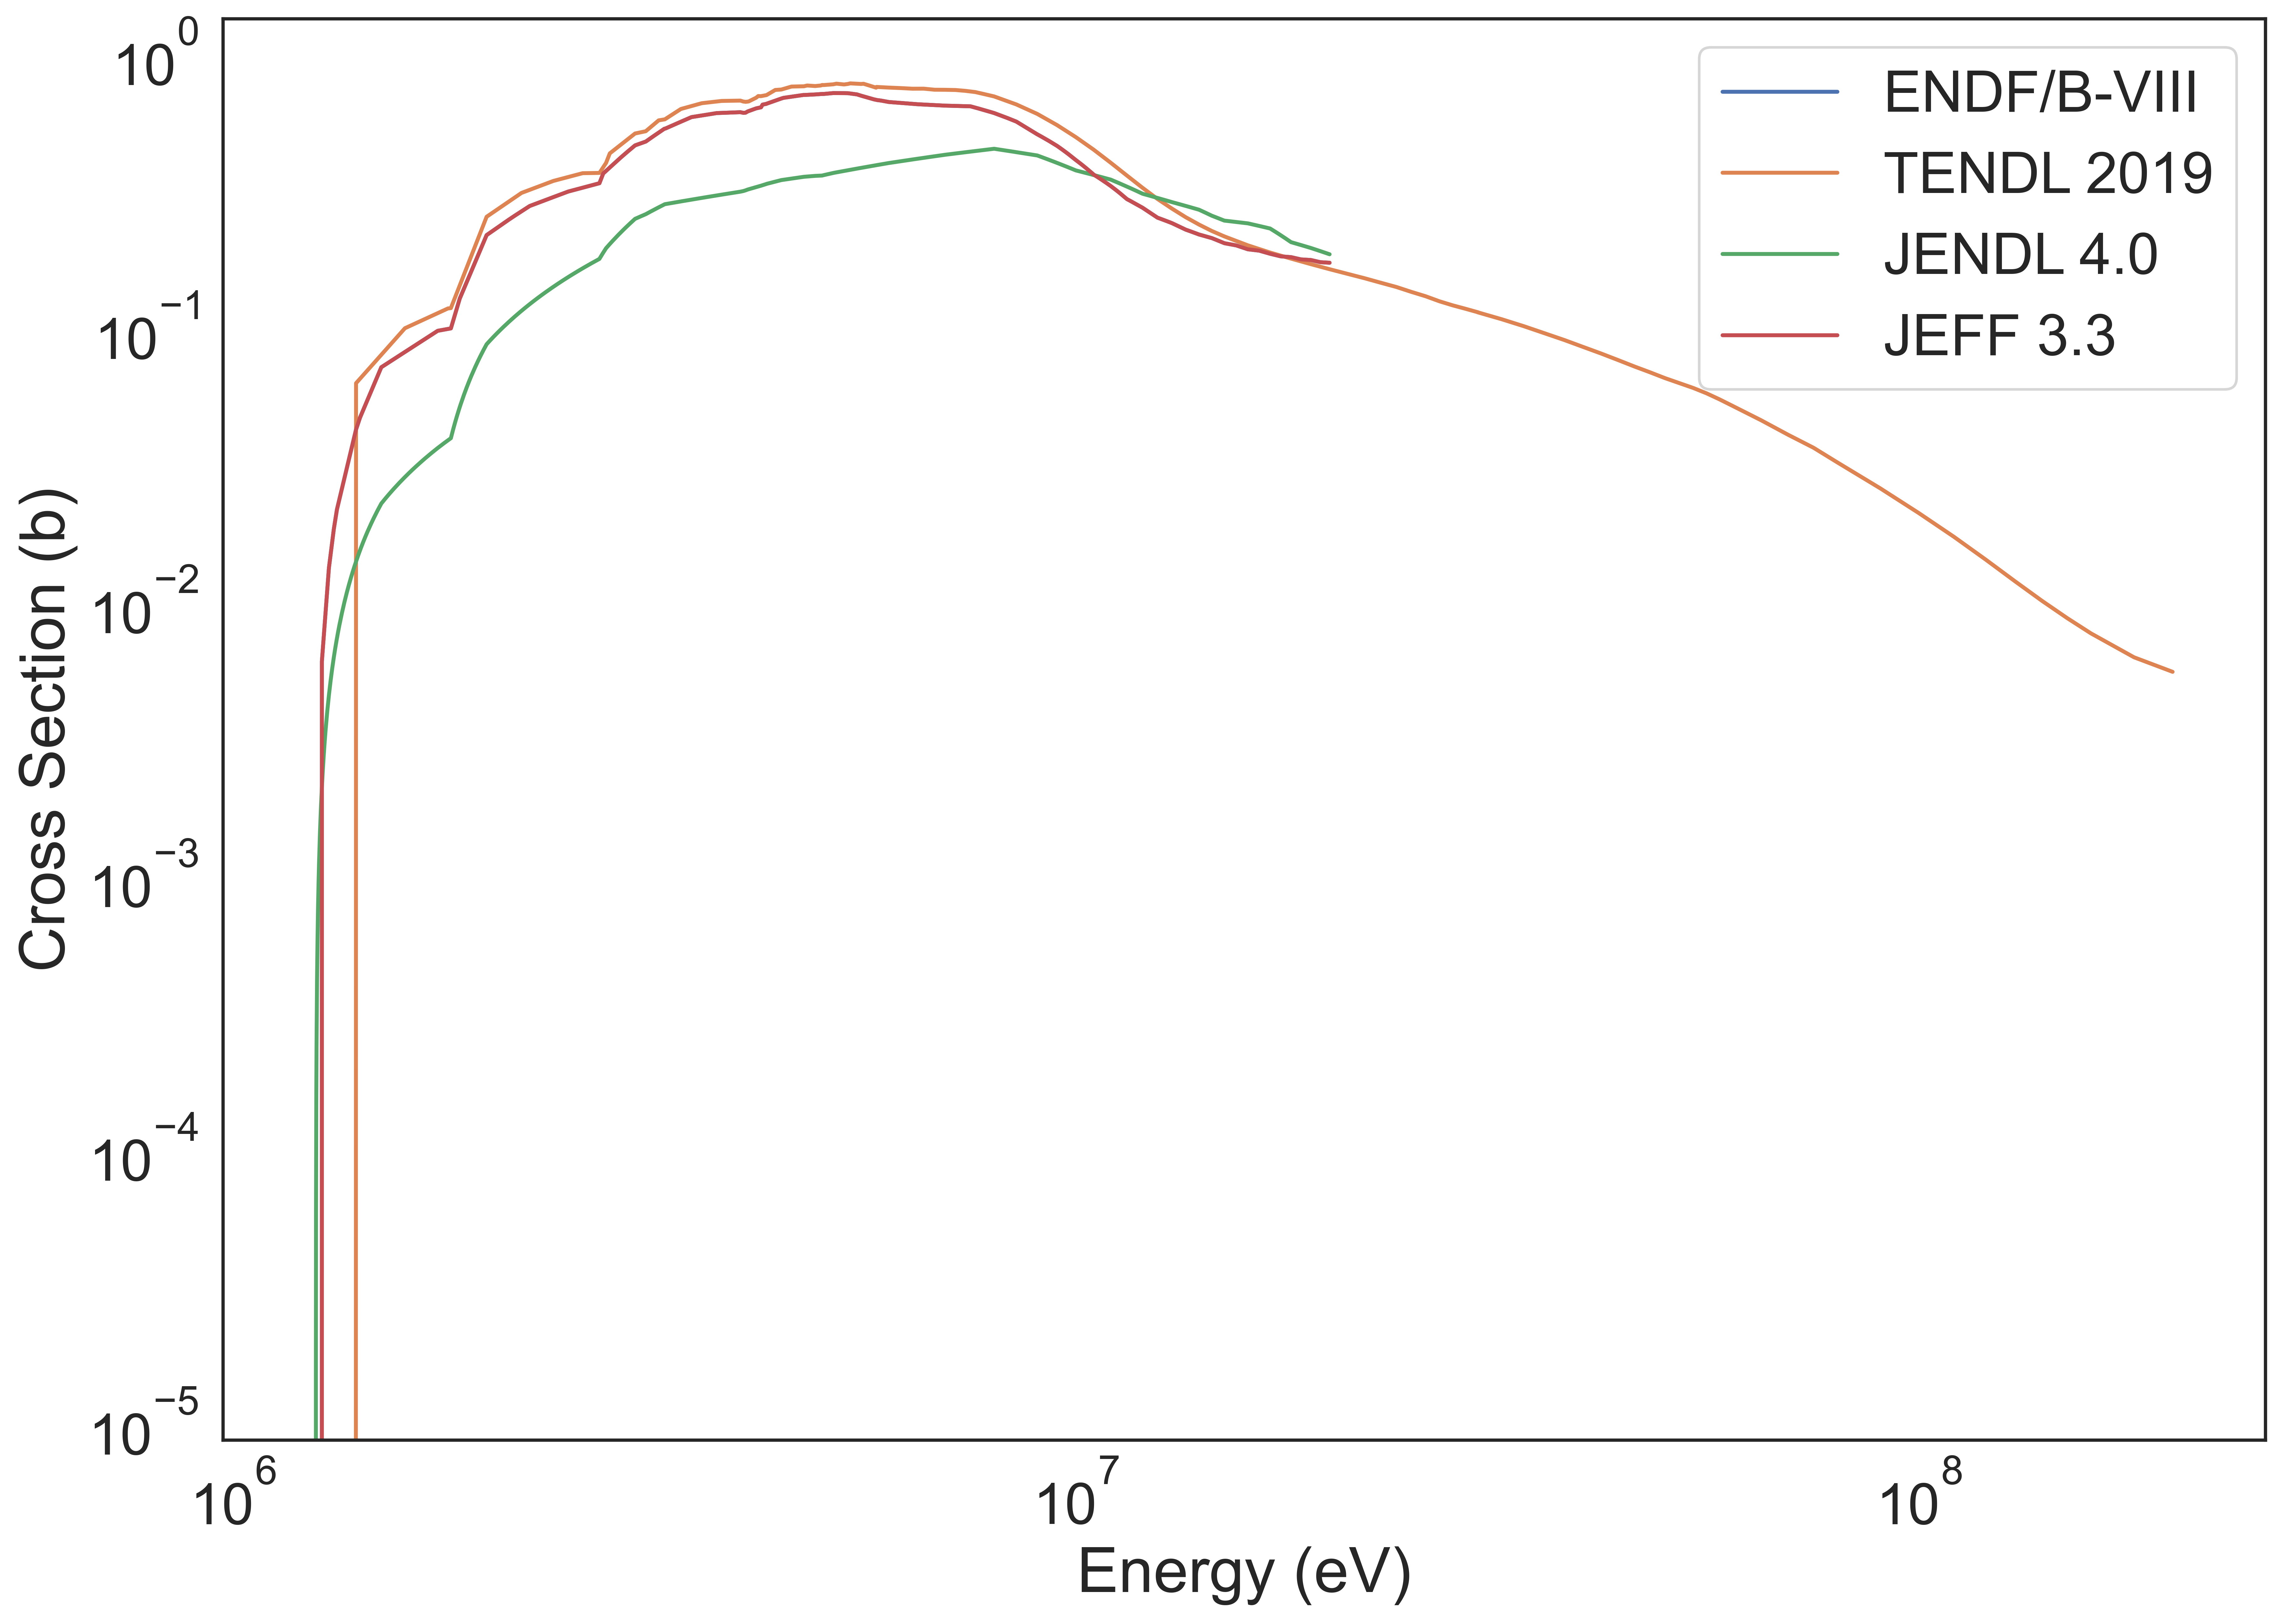 10^0
10^−1
10^−2
10^−3
10^−4
10^−5
Cross Section (b)
ENDF/B-VIII
TENDL 2019
JENDL 4.0
JEFF 3.3
10^6 10^7 10^8
Energy (eV)